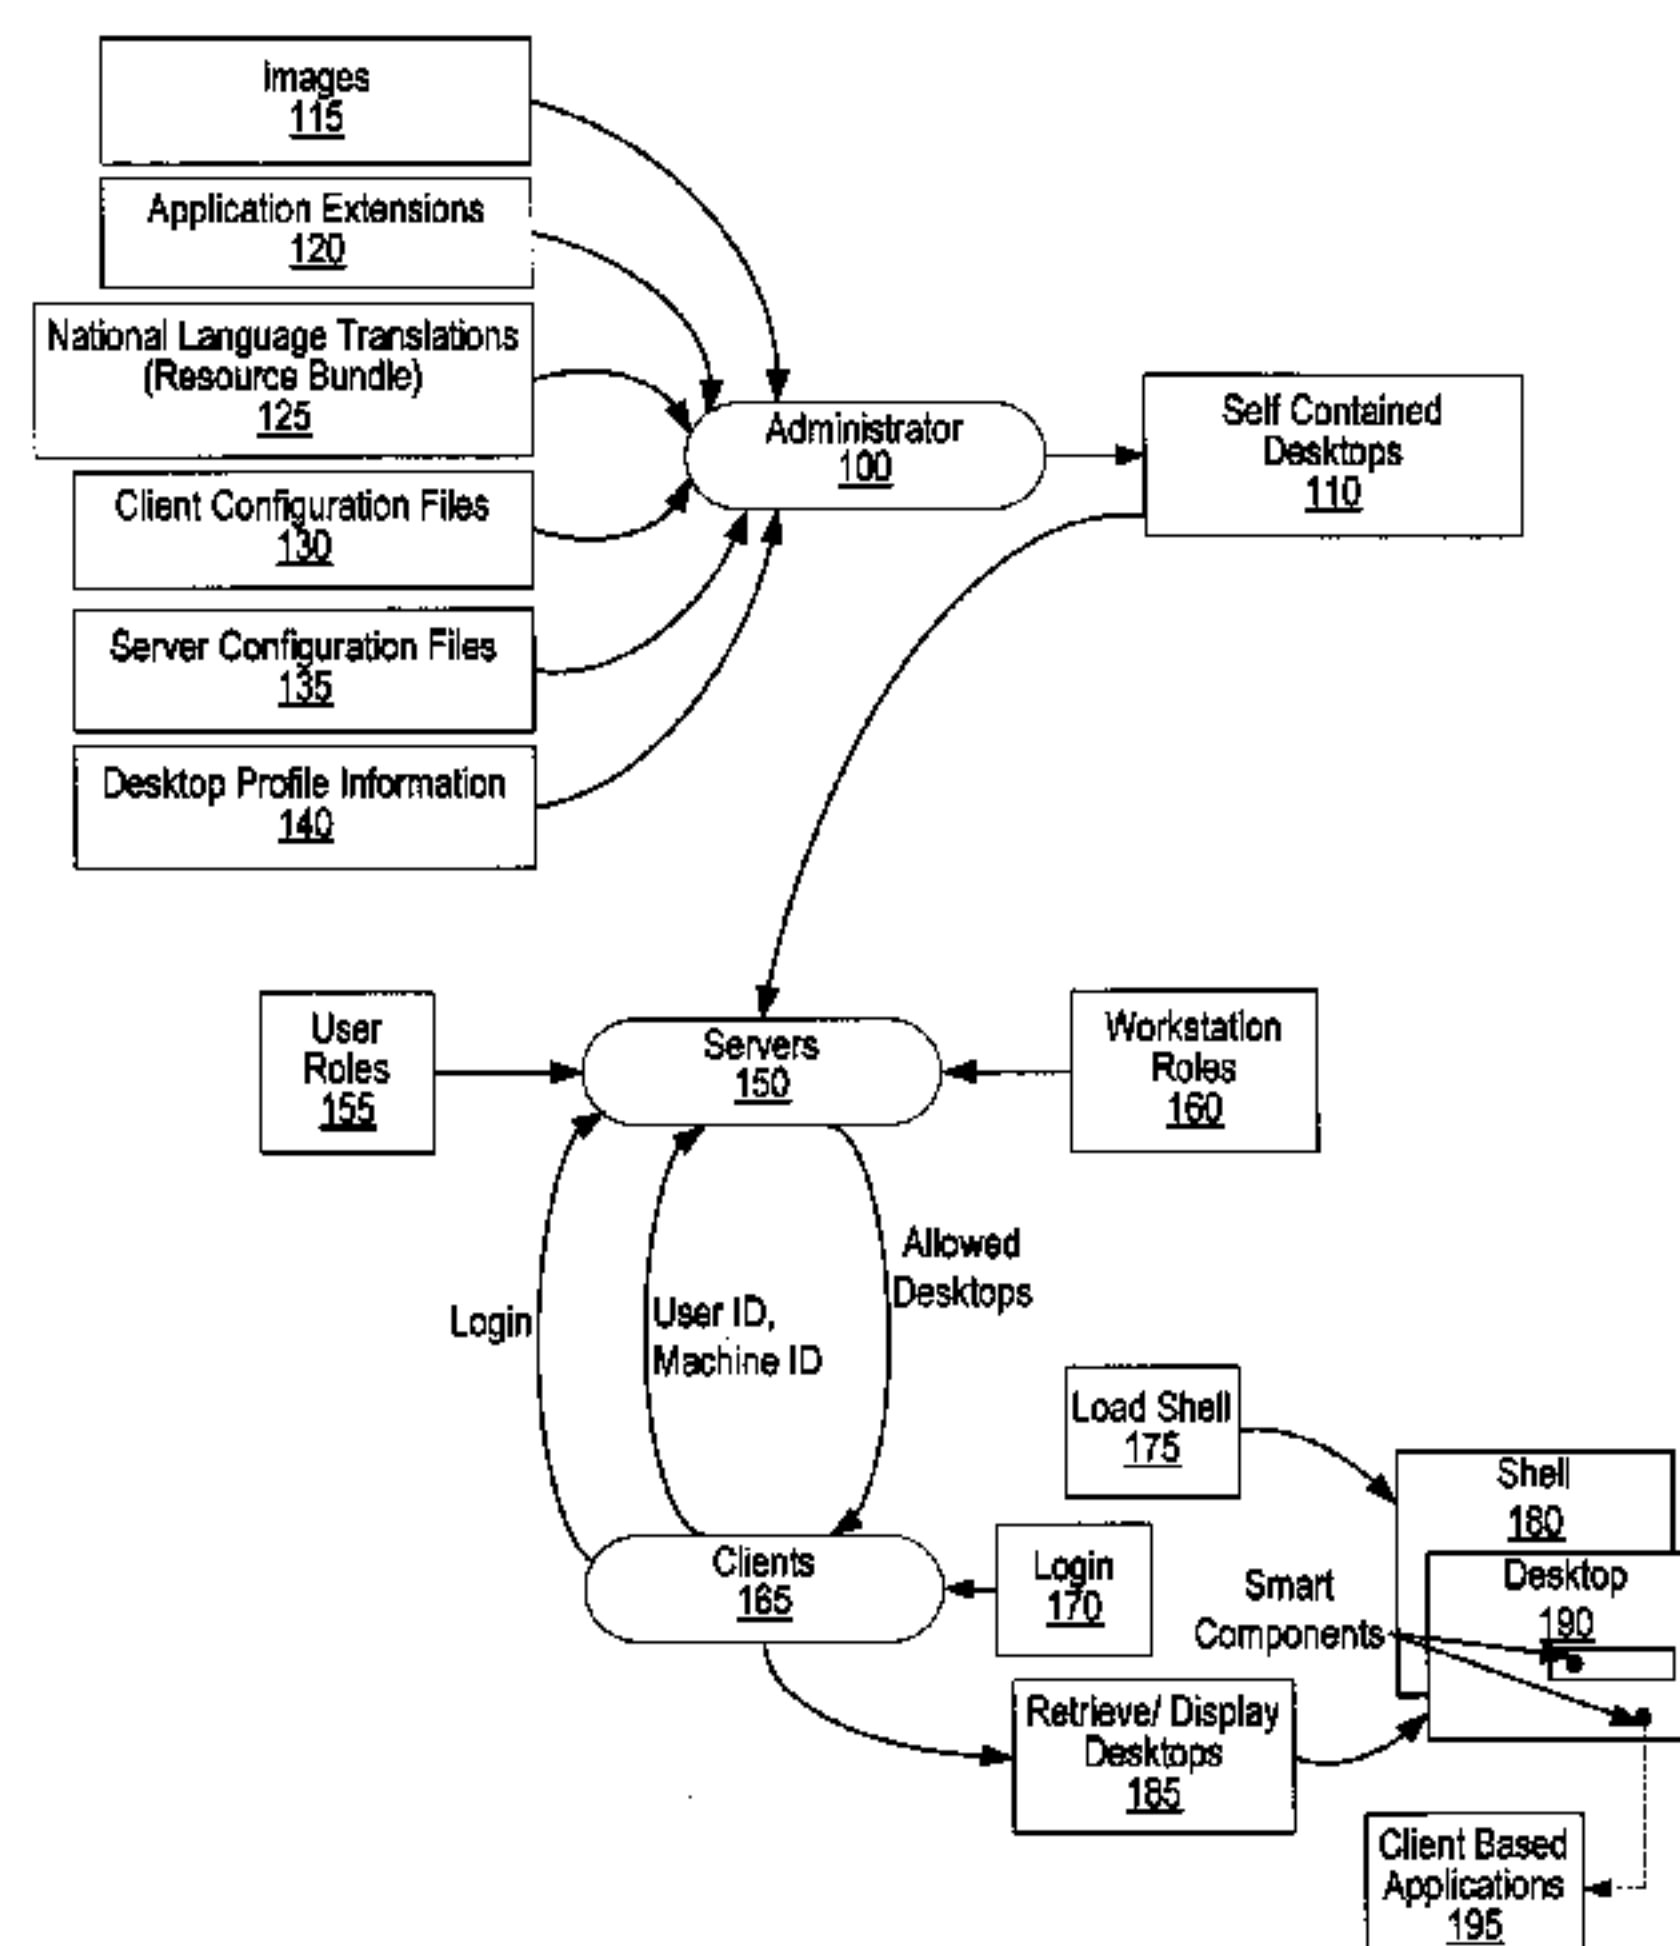 Images
115
Application Extensions
120
National Language Translations
(Resource Bundle)
125
Client Configuration Files
130
Server Configuration Files
135
Desktop Profile Information
140
Administrator
100
Self Contained
Desktops
110
User
Roles
155
Servers
150
Workstation
Roles
160
Login
User ID,
Machine ID
Allowed
Desktops
Load Shell
175
Shell
180
Clients
165
Login
170
Smart
Components
Desktop
190
Retrieve/ Display
Desktops
185
Client Based
Applications
195